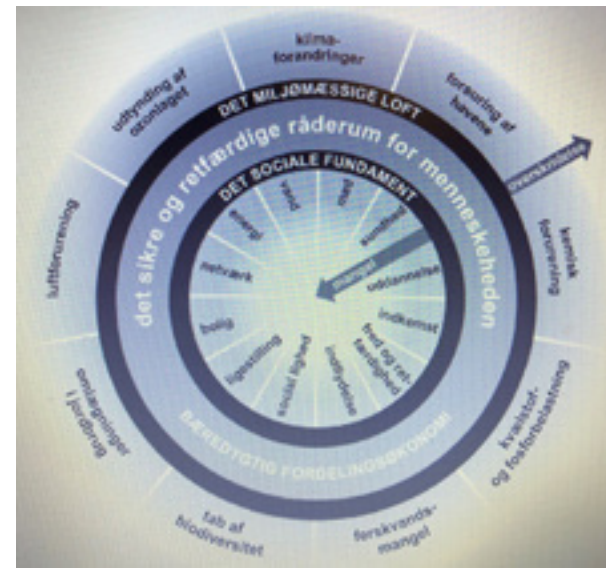 klima-
forandringer
forsuring af
havene
overskridelse
kemisk
forurening
kvælstof-
og fosforbelastning
ferskvands-
mangel
tab af
biodiversitet
omlægninger
i jordbrug
luftforurening
udtynding af
ozonlaget
DET MILJØMÆSSIGE LOFT
det sikre og retfærdige råderum for menneskeheden
DET SOCIALE FUNDAMENT
vand
mad
sundhed
mangel
uddannelse
indkomst
fred og ret-
færdighed
indflydelse
social lighed
ligestilling
bolig
netværk
energi
BÆREDYGTIG FORDELINGSØKONOMI